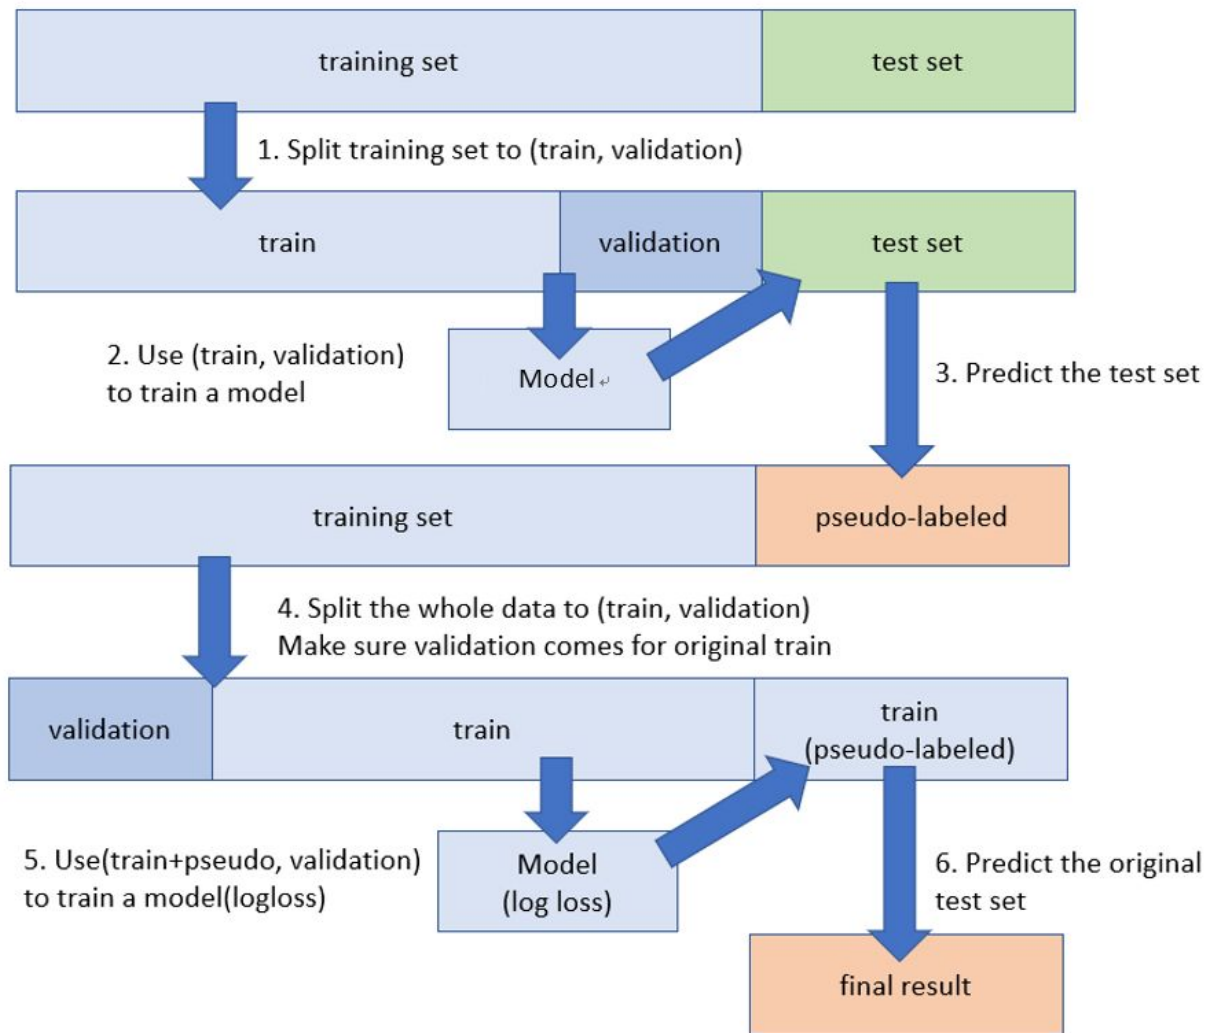 training set
test set
1. Split training set to (train, validation)
train
validation
test set
2. Use (train, validation)
to train a model
Model
3. Predict the test set
training set
pseudo-labeled
4. Split the whole data to (train, validation)
Make sure validation comes for original train
validation
train
train
(pseudo-labeled)
5. Use(train+pseudo, validation)
to train a model(logloss)
Model
(log loss)
6. Predict the original
test set
final result